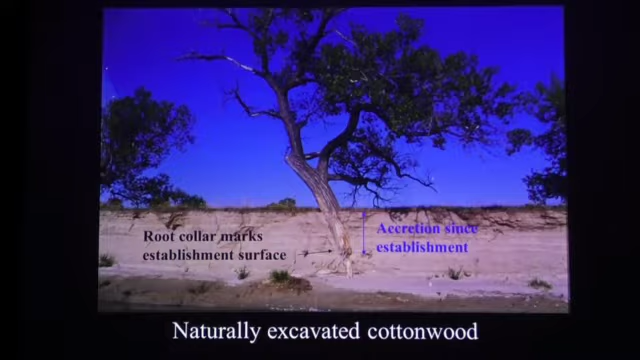 Root collar marks
establishment surface
Accretion since
establishment
Naturally excavated cottonwood